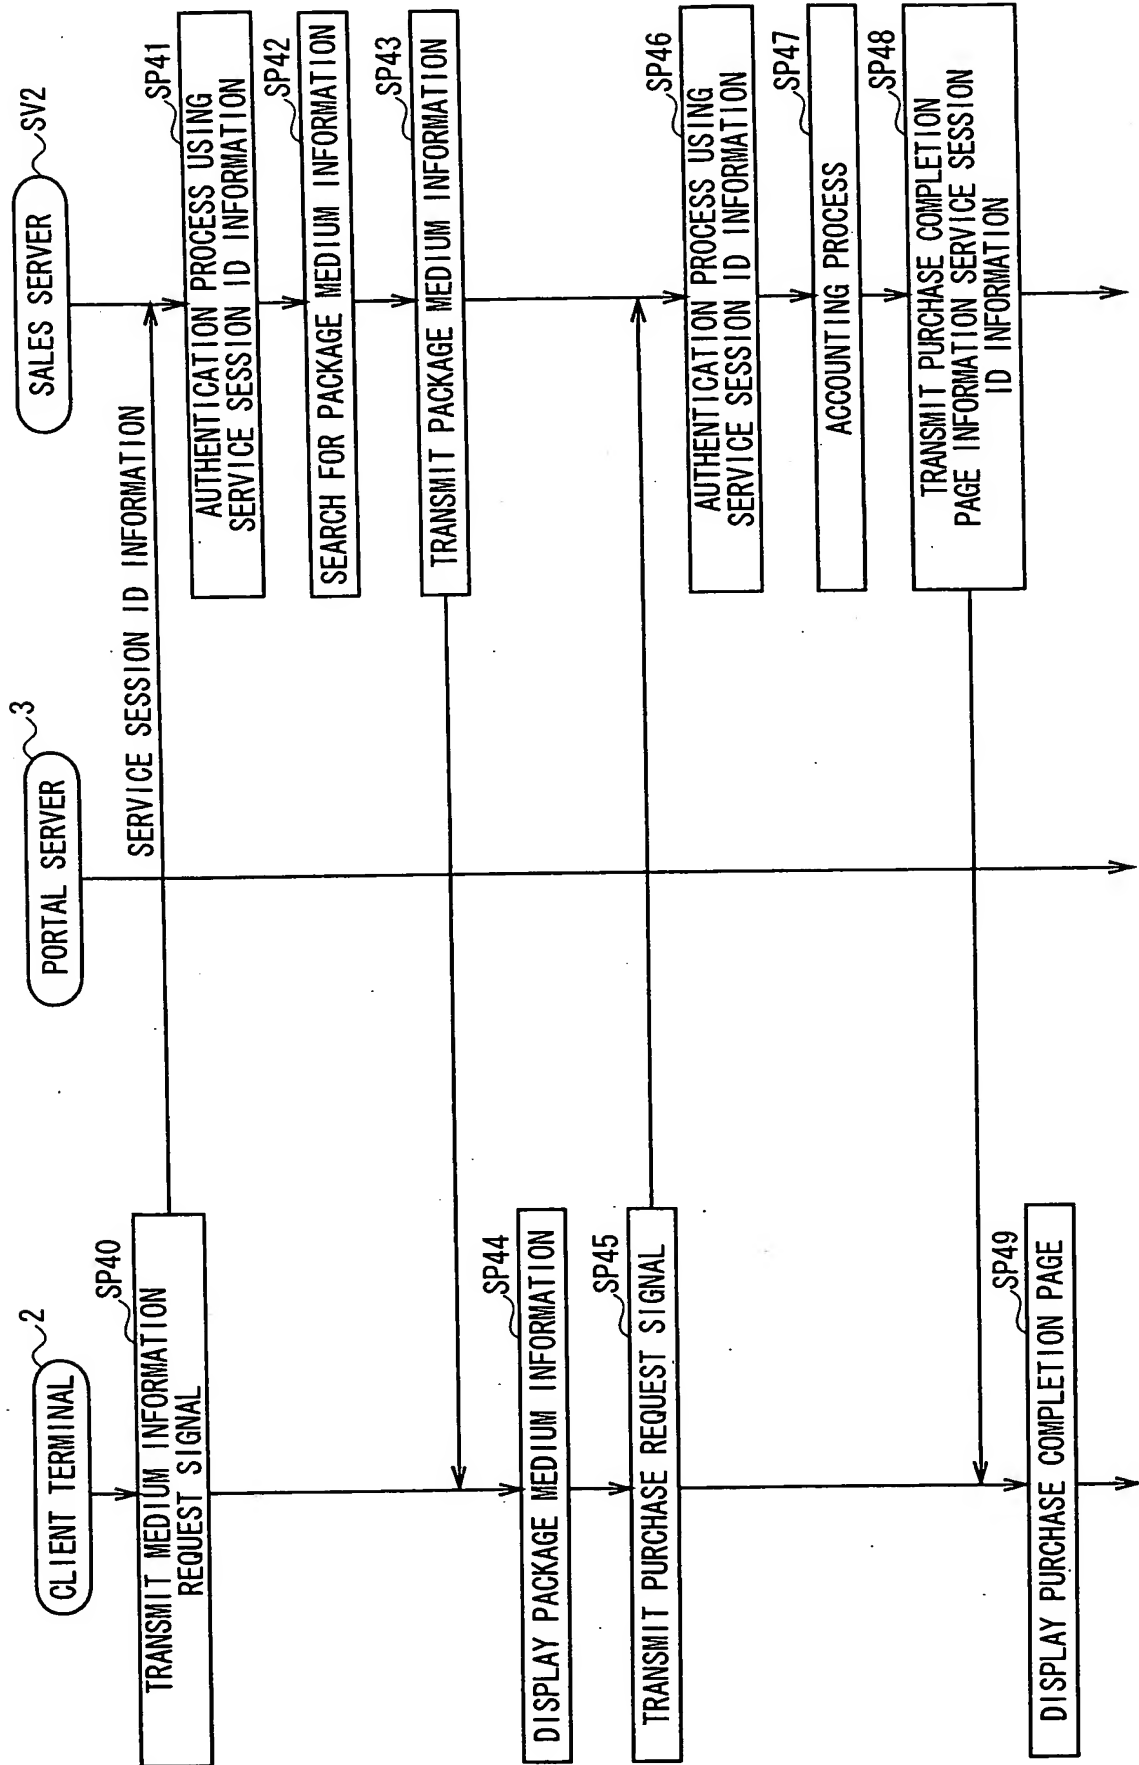 CLIENT TERMINAL
2
PORTAL SERVER
3
SALES SERVER
SV2
SP40
TRANSMIT MEDIUM INFORMATION
REQUEST SIGNAL
SERVICE SESSION ID INFORMATION
SP41
AUTHENTICATION PROCESS USING
SERVICE SESSION ID INFORMATION
SP42
SEARCH FOR PACKAGE MEDIUM INFORMATION
SP43
TRANSMIT PACKAGE MEDIUM INFORMATION
SP44
DISPLAY PACKAGE MEDIUM INFORMATION
SP45
TRANSMIT PURCHASE REQUEST SIGNAL
SP46
AUTHENTICATION PROCESS USING
SERVICE SESSION ID INFORMATION
SP47
ACCOUNTING PROCESS
SP48
TRANSMIT PURCHASE COMPLETION
PAGE INFORMATION SERVICE SESSION
ID INFORMATION
SP49
DISPLAY PURCHASE COMPLETION PAGE